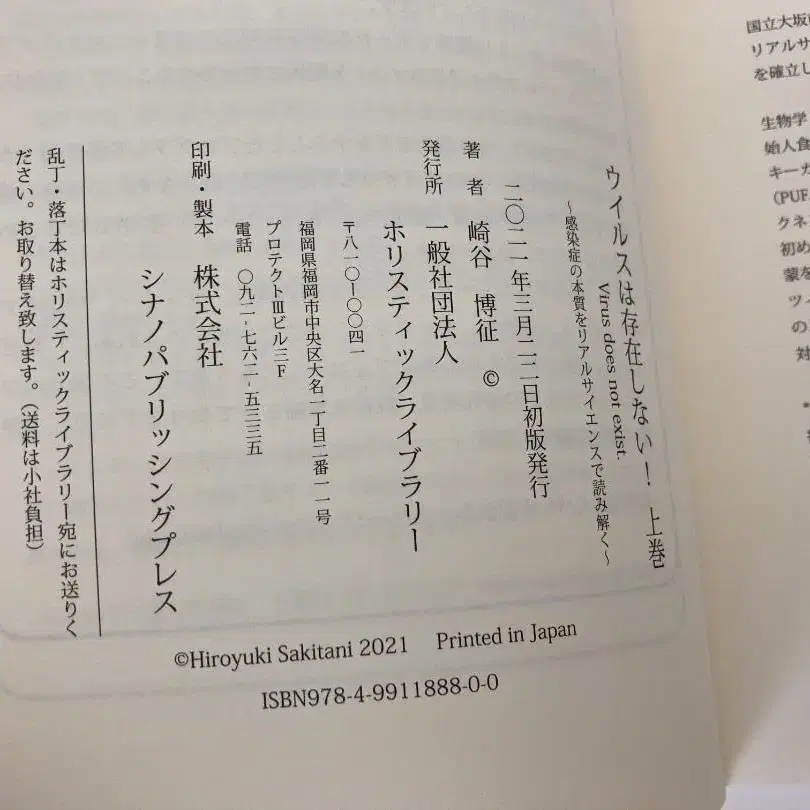 ウイルスは存在しない! 上巻
Virus does not exist.
~感染症の本質をリアルサイエンスで読み解く~
二〇二一年三月二二日初版発行
著者 崎谷 博征 ©
発行所 一般社団法人
ホリスティックライブラリー
〒八一〇-〇〇四一
福岡県福岡市中央区大名一丁目二番一一号
プロテクトⅢビル三F
電話 〇九二-七六二-五三三五
印刷・製本 株式会社
シナノパブリッシングプレス
乱丁・落丁本はホリスティックライブラリー宛にお送りく
ださい。お取り替え致します。(送料は小社負担)
©Hiroyuki Sakitani 2021 Printed in Japan
ISBN978-4-9911888-0-0
国立大坂
リアルサ
を確立し
生物学
始人食
キーカ
(PUF
クネ
初め
蒙を
ツィ
の
対